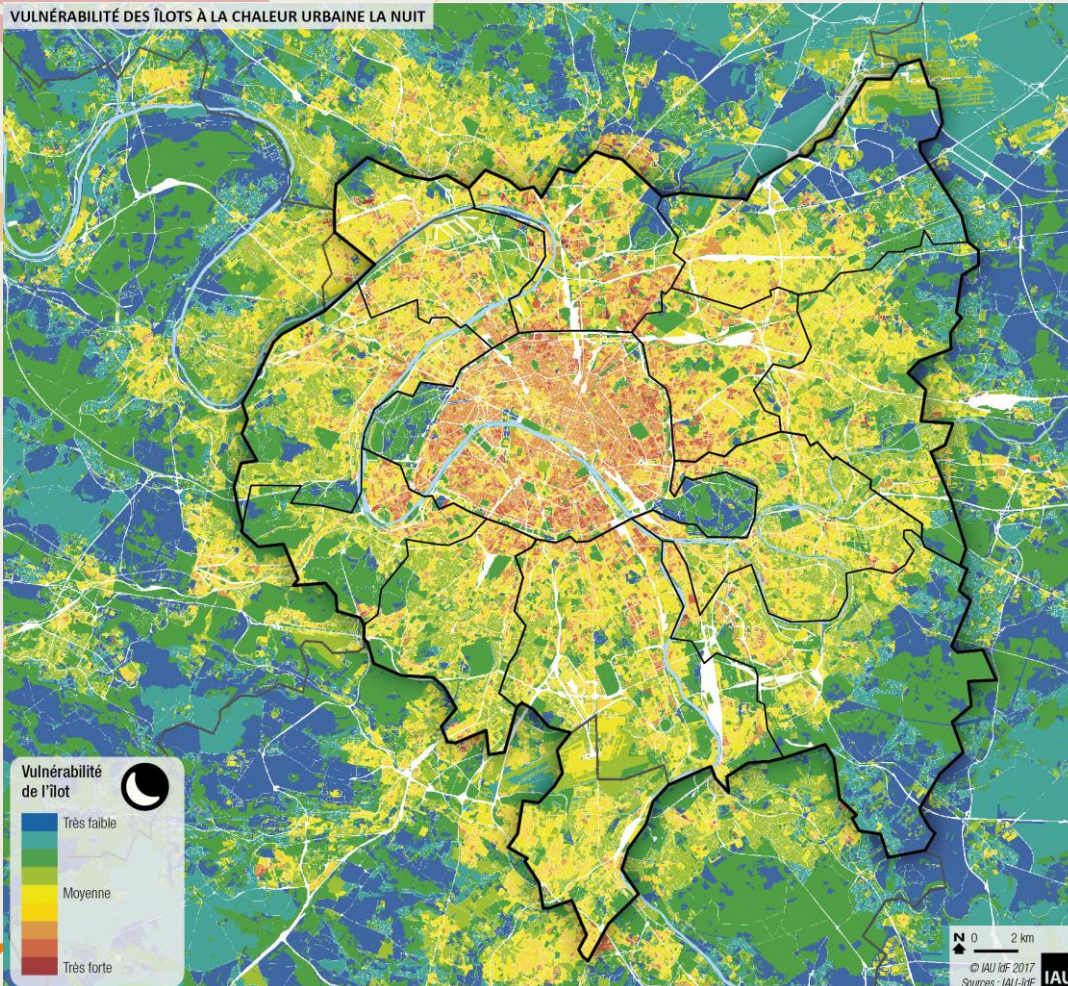 VULNÉRABILITÉ DES ÎLOTS À LA CHALEUR URBAINE LA NUIT
Vulnérabilité
de l'îlot
Très faible
Moyenne
Très forte
N 0 2 km
© IAU îdF 2017
Sources : IAU-îdF
IAU